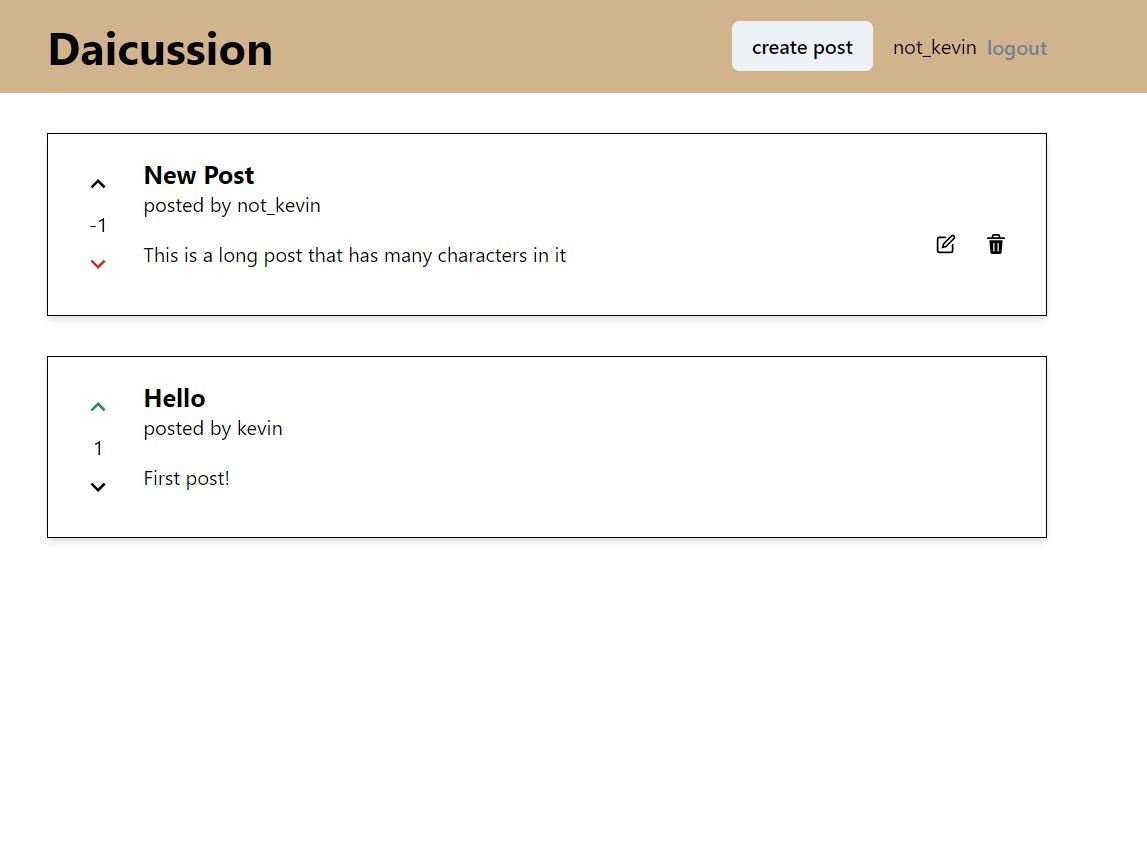 Daicussion
create post
not_kevin logout
New Post
posted by not_kevin
-1
This is a long post that has many characters in it
Hello
posted by kevin
1
First post!